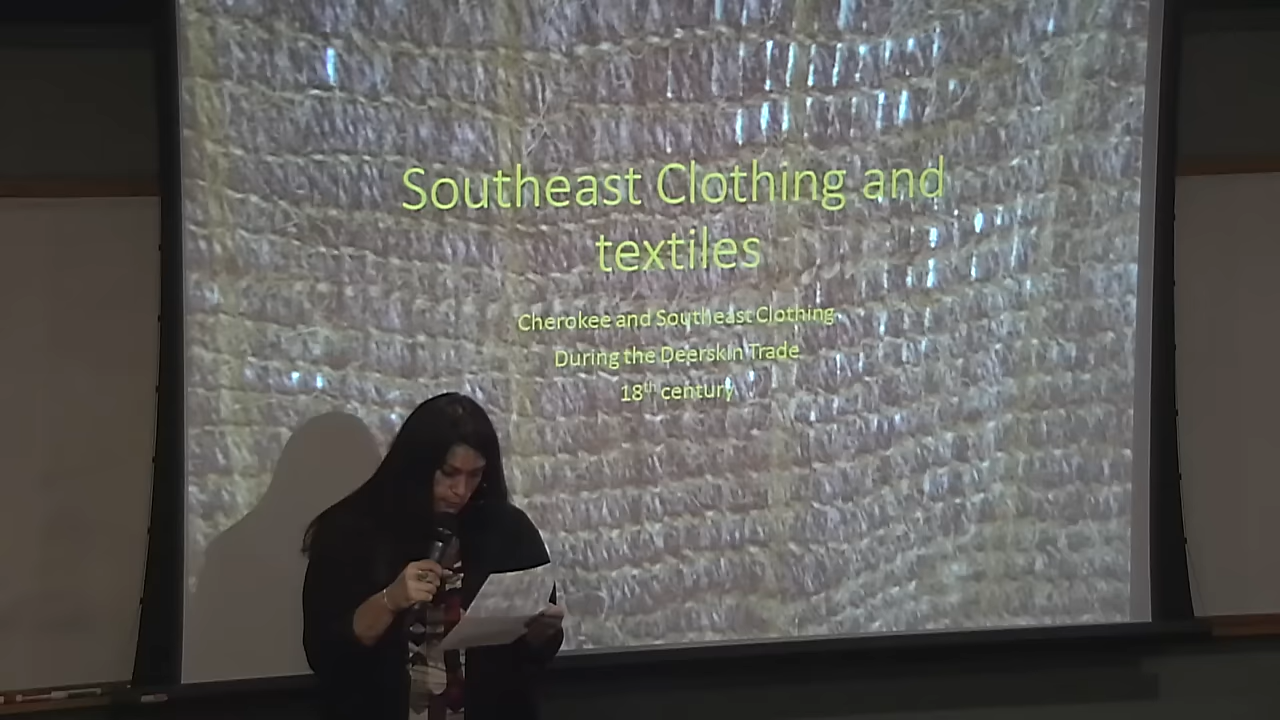 Southeast Clothing and
textiles
Cherokee and Southeast Clothing
During the Deerskin Trade
18th century